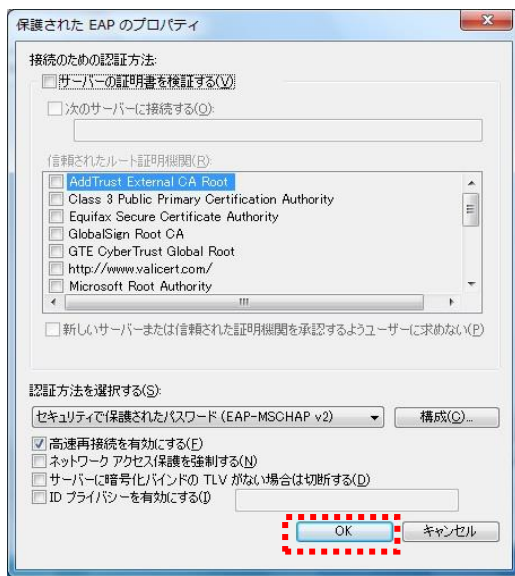 保護された EAP のプロパティ
接続のための認証方法:
サーバーの証明書を検証する(V)
次のサーバーに接続する(O):
信頼されたルート証明機関(R):
AddTrust External CA Root
Class 3 Public Primary Certification Authority
Equifax Secure Certificate Authority
GlobalSign Root CA
GTE CyberTrust Global Root
http://www.valicert.com/
Microsoft Root Authority
新しいサーバーまたは信頼された証明機関を承認するようユーザーに求めない(P)
認証方法を選択する(S):
セキュリティで保護されたパスワード (EAP-MSCHAP v2)
構成(C)...
高速再接続を有効にする(F)
ネットワーク アクセス保護を強制する(N)
サーバーに暗号化バインドの TLV がない場合は切断する(D)
ID プライバシーを有効にする(I)
OK
キャンセル